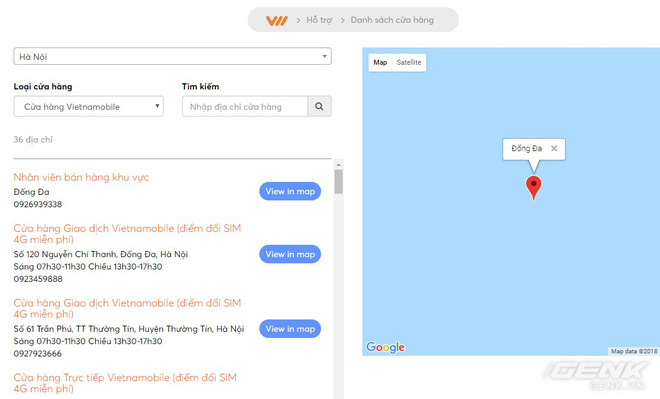 > Hỗ trợ > Danh sách cửa hàng
Hà Nội
Loại cửa hàng
Tìm kiếm
Cửa hàng Vietnamobile
Nhập địa chỉ cửa hàng
36 địa chỉ
Nhân viên bán hàng khu vực
Đống Đa
0926939338
View in map
Cửa hàng Giao dịch Vietnamobile (điểm đổi SIM
4G miễn phí)
Số 120 Nguyễn Chí Thanh, Đống Đa, Hà Nội
Sáng 07h30-11h30 Chiều 13h30-17h30
0923459888
View in map
Cửa hàng Giao dịch Vietnamobile (điểm đổi SIM
4G miễn phí)
Số 61 Trần Phú, TT Thường Tín, Huyện Thường Tín, Hà Nội
Sáng 07h30-11h30 Chiều 13h30-17h30
0927923666
View in map
Cửa hàng Trực tiếp Vietnamobile (điểm đổi SIM
4G miễn phí)
Map Satellite
Đống Đa
Google
Map data ©2018
GENK
GENK.VN